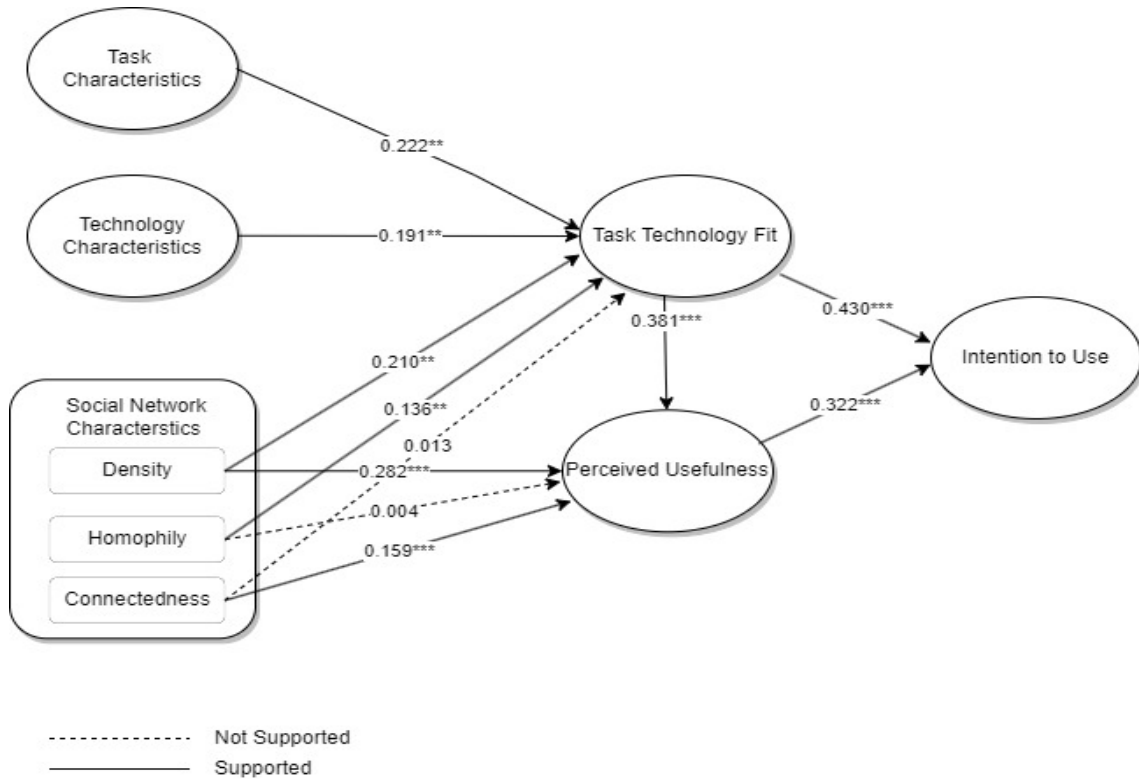 Task
Characteristics
0.222**
Technology
Characteristics
0.191**
Task Technology Fit
0.381***
0.430***
Intention to Use
0.210**
0.322***
Social Network
Characterstics
0.136**
0.013
Density
0.282***
Perceived Usefulness
0.004
Homophily
0.159***
Connectedness
Not Supported
Supported